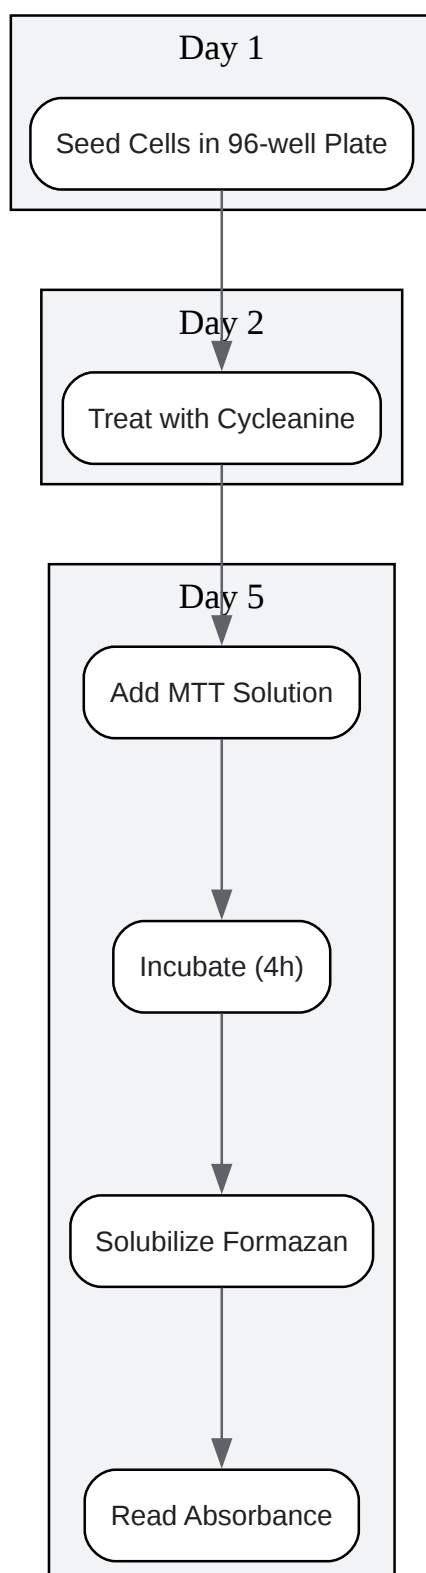 Day 1
Seed Cells in 96-well Plate
Day 2
Treat with Cycleanine
Day 5
Add MTT Solution
Incubate (4h)
Solubilize Formazan
Read Absorbance